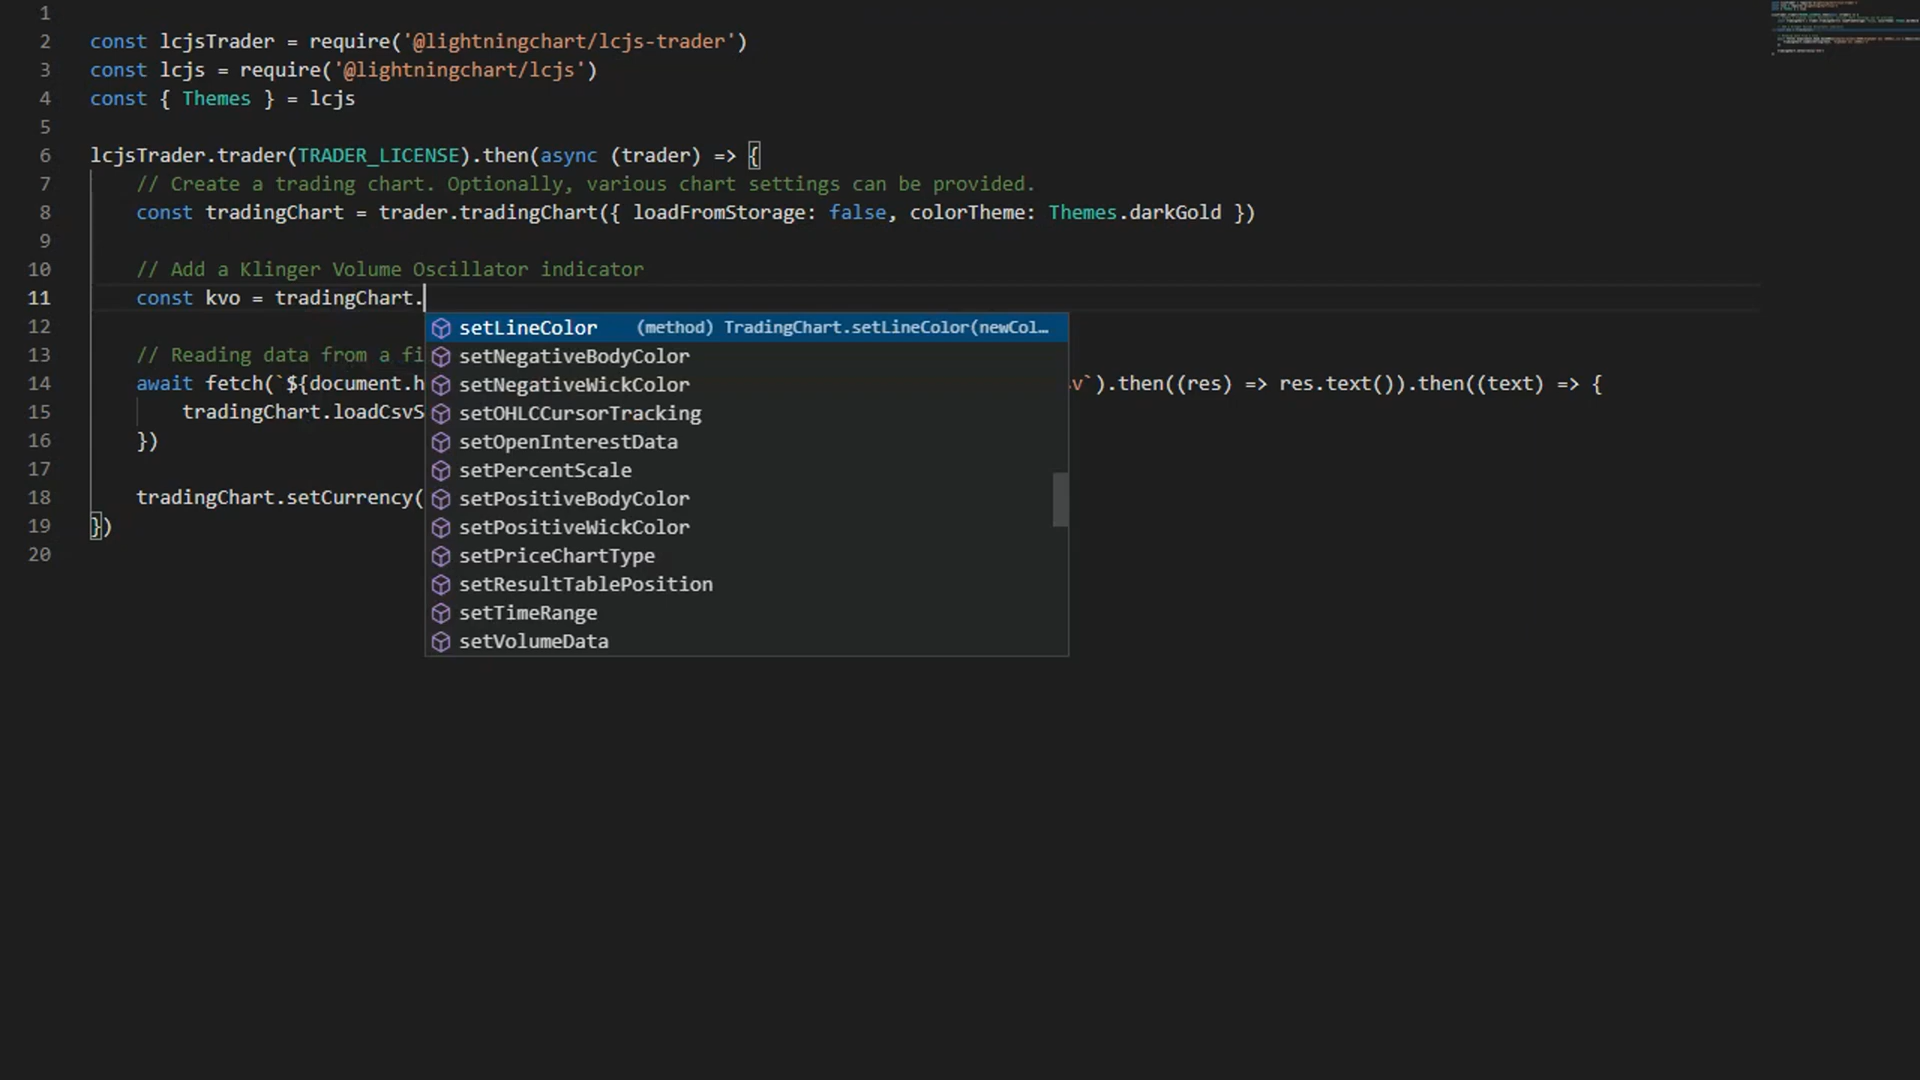 1
2 const lcjsTrader = require('@lightningchart/lcjs-trader')
3 const lcjs = require('@lightningchart/lcjs')
4 const { Themes } = lcjs
5
6 lcjsTrader.trader(TRADER_LICENSE).then(async (trader) => {
7 // Create a trading chart. Optionally, various chart settings can be provided.
8 const tradingChart = trader.tradingChart({ loadFromStorage: false, colorTheme: Themes.darkGold })
9
10 // Add a Klinger Volume Oscillator indicator
11 const kvo = tradingChart.
12 setLineColor (method) TradingChart.setLineColor(newCol…
setNegativeBodyColor
13 // Reading data from a fi
14 await fetch(`${document.h setNegativeWickColor v`).then((res) => res.text()).then((text) => {
15 tradingChart.loadCsvS setOHLCCursorTracking
16 }) setOpenInterestData
17 setPercentScale
18 tradingChart.setCurrency( setPositiveBodyColor
19 }) setPositiveWickColor
20 setPriceChartType
setResultTablePosition
setTimeRange
setVolumeData